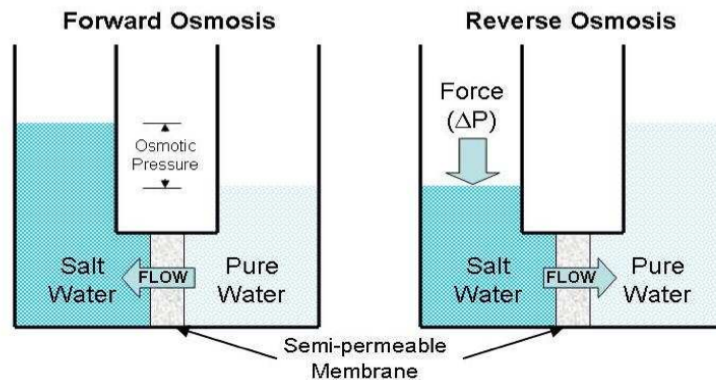 Forward Osmosis
Osmotic
Pressure
Salt
Water
FLOW
Pure
Water
Reverse Osmosis
Force
(ΔP)
Salt
Water
FLOW
Pure
Water
Semi-permeable
Membrane